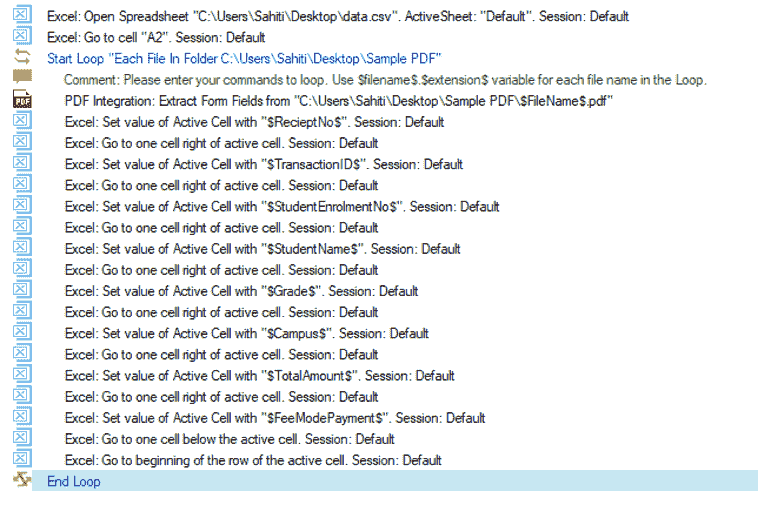 Excel: Open Spreadsheet "C:\Users\Sahiti\Desktop\data.csv". ActiveSheet: "Default". Session: Default
Excel: Go to cell "A2". Session: Default
Start Loop "Each File In Folder C:\Users\Sahiti\Desktop\Sample PDF"
Comment: Please enter your commands to loop. Use $filename$.$extension$ variable for each file name in the Loop.
PDF Integration: Extract Form Fields from "C:\Users\Sahiti\Desktop\Sample PDF\$FileName$.pdf"
Excel: Set value of Active Cell with "$RecieptNo$". Session: Default
Excel: Go to one cell right of active cell. Session: Default
Excel: Set value of Active Cell with "$TransactionID$". Session: Default
Excel: Go to one cell right of active cell. Session: Default
Excel: Set value of Active Cell with "$StudentEnrolmentNo$". Session: Default
Excel: Go to one cell right of active cell. Session: Default
Excel: Set value of Active Cell with "$StudentName$". Session: Default
Excel: Go to one cell right of active cell. Session: Default
Excel: Set value of Active Cell with "$Grade$". Session: Default
Excel: Go to one cell right of active cell. Session: Default
Excel: Set value of Active Cell with "$Campus$". Session: Default
Excel: Go to one cell right of active cell. Session: Default
Excel: Set value of Active Cell with "$TotalAmount$". Session: Default
Excel: Go to one cell right of active cell. Session: Default
Excel: Set value of Active Cell with "$FeeModePayment$". Session: Default
Excel: Go to one cell below the active cell. Session: Default
Excel: Go to beginning of the row of the active cell. Session: Default
End Loop